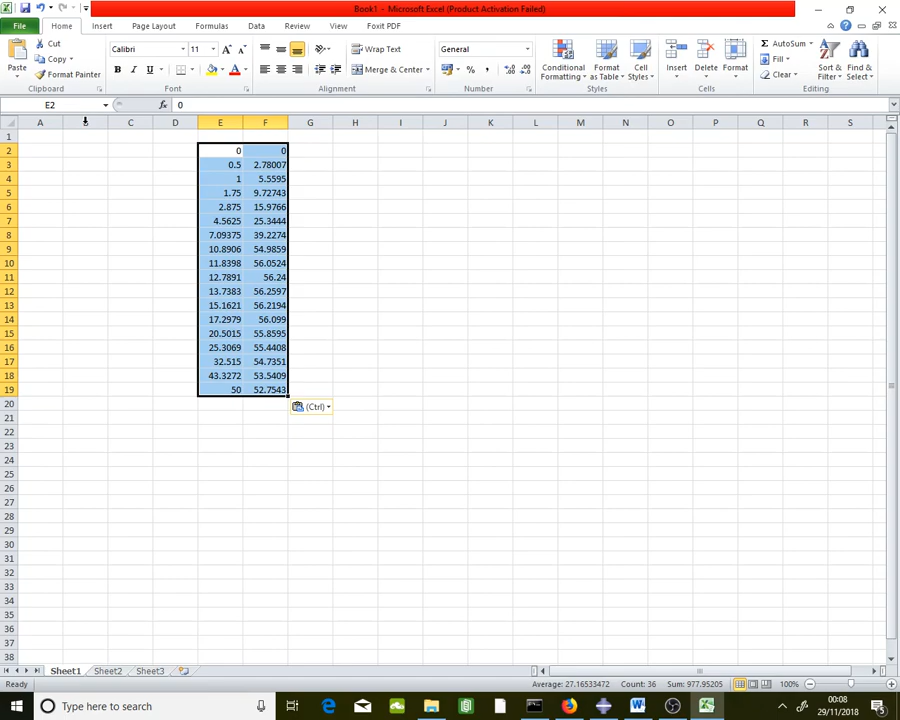 Book1 - Microsoft Excel (Product Activation Failed)
File Home Insert Page Layout Formulas Data Review View Foxit PDF
Paste Cut Copy Format Painter Clipboard
Calibri 11 A A B I U A Font
Wrap Text Merge & Center Alignment
General % , Number
Conditional Formatting Format as Table Cell Styles Styles
Insert Delete Format Cells
AutoSum Fill Clear Sort & Filter Find & Select Editing
E2 fx 0
A B C D E F G H I J K L M N O P Q R S
1
2 0 0
3 0.5 2.78007
4 1 5.5595
5 1.75 9.72743
6 2.875 15.9766
7 4.5625 25.3444
8 7.09375 39.2274
9 10.8906 54.9859
10 11.8398 56.0524
11 12.7891 56.24
12 13.7383 56.2597
13 15.1621 56.2194
14 17.2979 56.099
15 20.5015 55.8595
16 25.3069 55.4408
17 32.515 54.7351
18 43.3272 53.5409
19 50 52.7543
20 (Ctrl)
21
22
23
24
25
26
27
28
29
30
31
32
33
34
35
36
37
38
Sheet1 Sheet2 Sheet3
Ready Average: 27.16533472 Count: 36 Sum: 977.95205 100%
Type here to search 00:08
29/11/2018